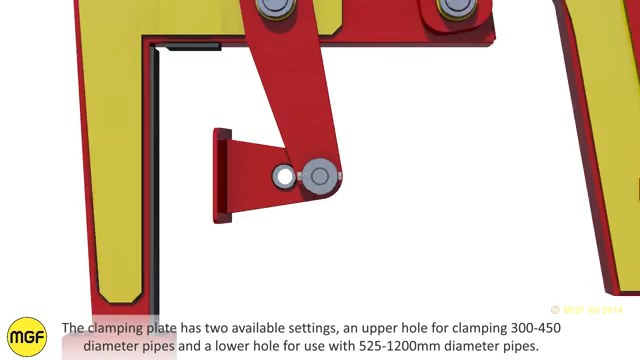 © MGF ltd 2014
MGF
The clamping plate has two available settings, an upper hole for clamping 300-450
diameter pipes and a lower hole for use with 525-1200mm diameter pipes.